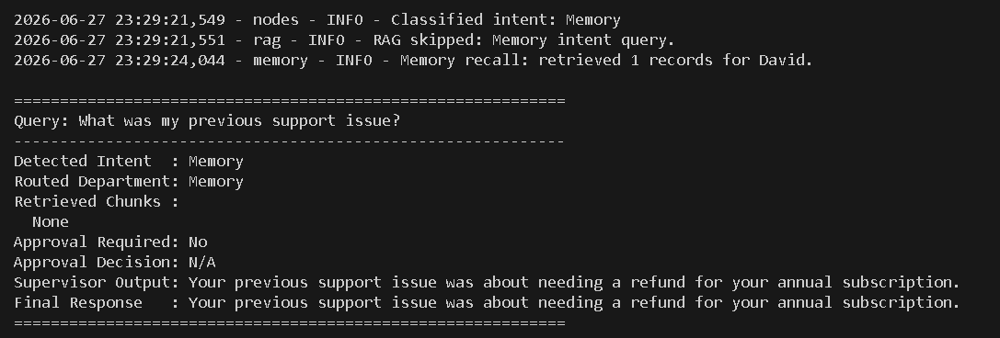 2026-06-27 23:29:21,549 - nodes - INFO - Classified intent: Memory
2026-06-27 23:29:21,551 - rag - INFO - RAG skipped: Memory intent query.
2026-06-27 23:29:24,044 - memory - INFO - Memory recall: retrieved 1 records for David.
============================================================
Query: What was my previous support issue?
------------------------------------------------------------
Detected Intent  : Memory
Routed Department: Memory
Retrieved Chunks :
  None
Approval Required: No
Approval Decision: N/A
Supervisor Output: Your previous support issue was about needing a refund for your annual subscription.
Final Response   : Your previous support issue was about needing a refund for your annual subscription.
============================================================